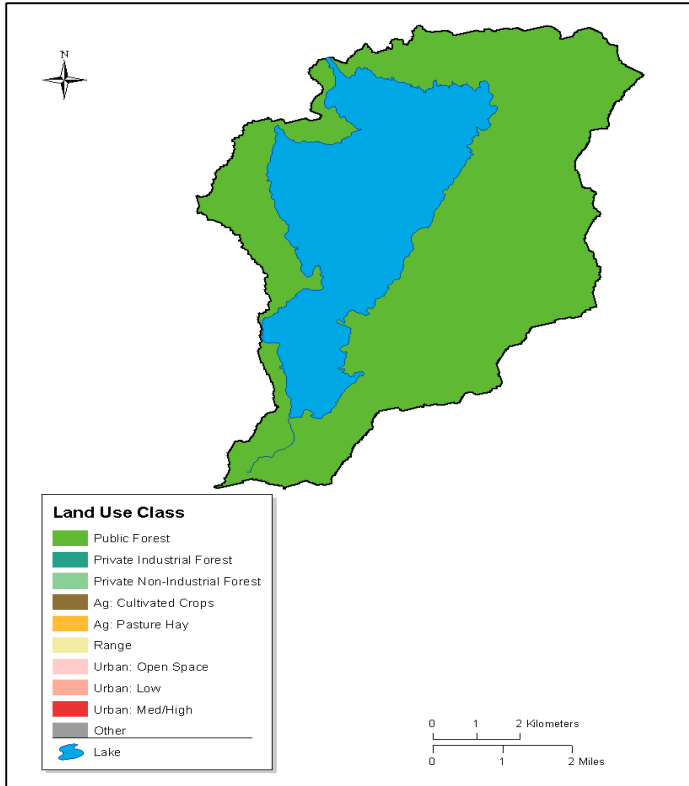 N
Land Use Class
Public Forest
Private Industrial Forest
Private Non-Industrial Forest
Ag: Cultivated Crops
Ag: Pasture Hay
Range
Urban: Open Space
Urban: Low
Urban: Med/High
Other
Lake
0 1 2 Kilometers
0 1 2 Miles